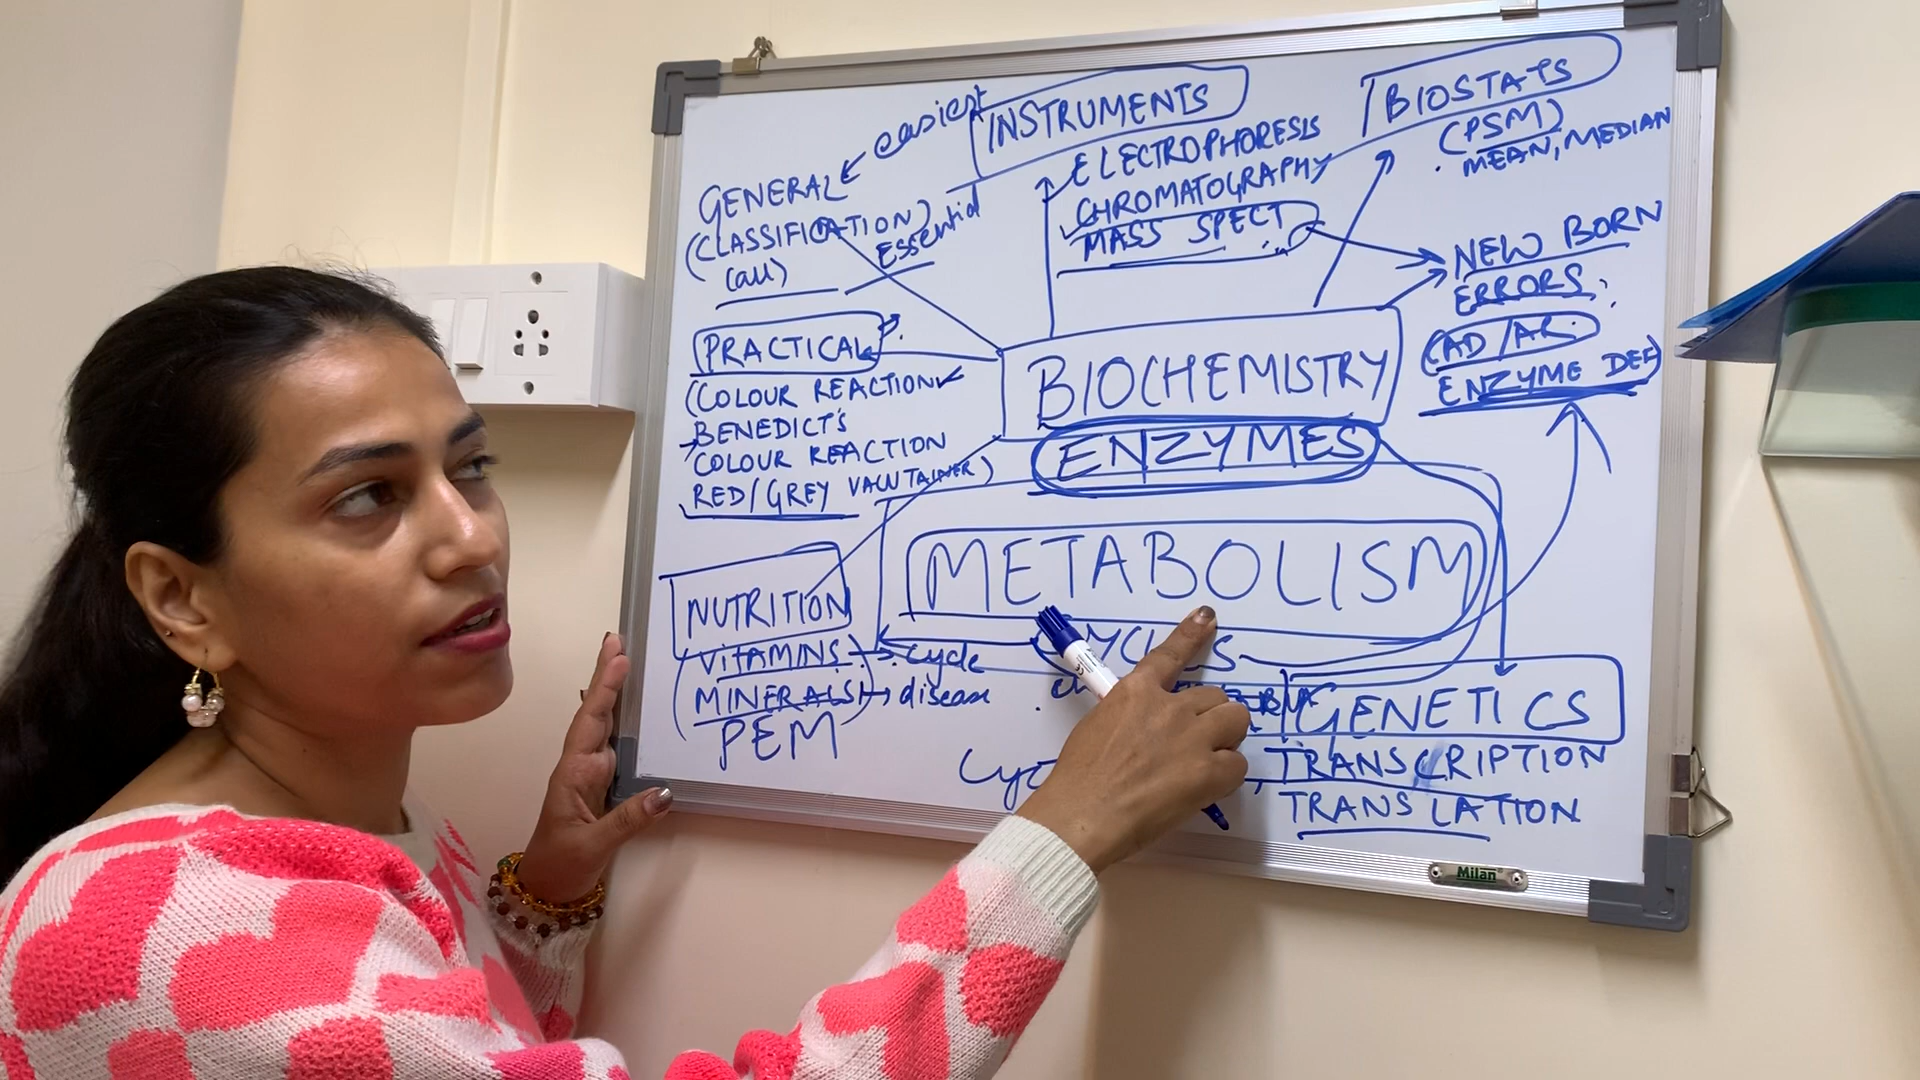 easiest
INSTRUMENTS
BIOSTATS
(PSM)
MEAN, MEDIAN
ELECTROPHORESIS
CHROMATOGRAPHY
MASS SPECT
GENERAL
(CLASSIFICATION)
(all)
Essential
NEW BORN
ERRORS
(AD/AR.
ENZYME DEF)
PRACTICAL
(COLOUR REACTION
BENEDICT'S
COLOUR REACTION
RED/GREY VACUTAINER)
BIOCHEMISTRY
ENZYMES
METABOLISM
CYCLES
NUTRITION
(VITAMINS) → cycle
MINERALS) → disease
PEM
GENETICS
TRANSCRIPTION
TRANSLATION
Milan